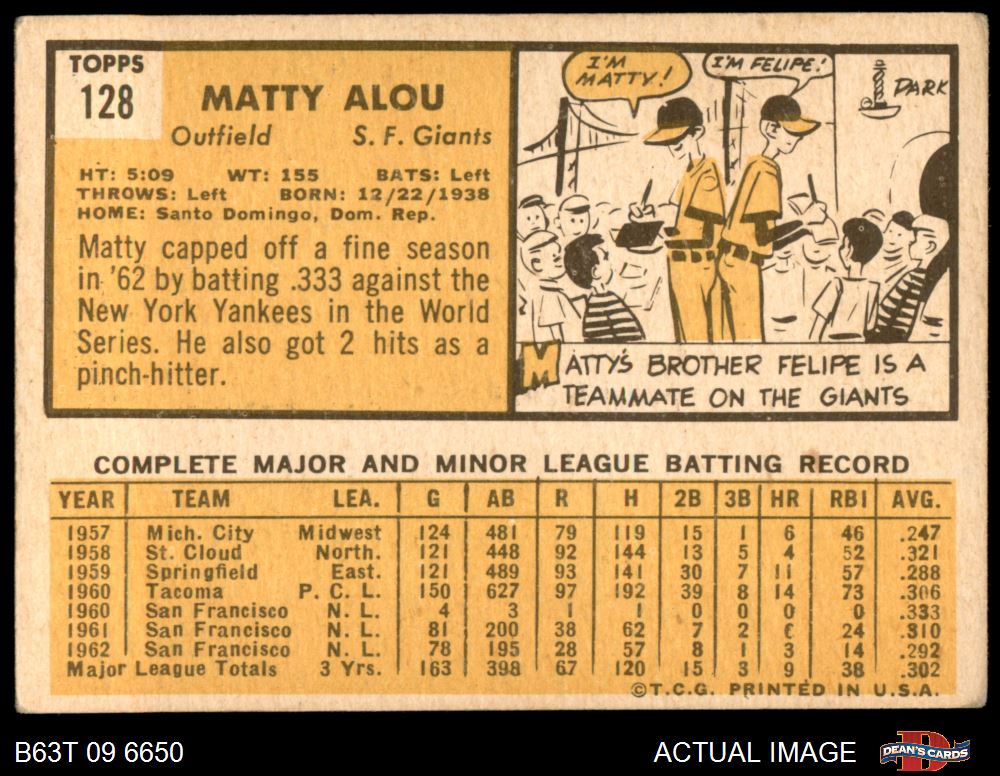 TOPPS
128
MATTY ALOU
Outfield S. F. Giants
HT: 5:09 WT: 155 BATS: Left
THROWS: Left BORN: 12/22/1938
HOME: Santo Domingo, Dom. Rep.
Matty capped off a fine season
in '62 by batting .333 against the
New York Yankees in the World
Series. He also got 2 hits as a
pinch-hitter.
I'M
MATTY!
I'M FELIPE!
PARK
MATTY'S BROTHER FELIPE IS A
TEAMMATE ON THE GIANTS
COMPLETE MAJOR AND MINOR LEAGUE BATTING RECORD
YEAR TEAM LEA. G AB R H 2B 3B HR RBI AVG.
1957 Mich. City Midwest 124 481 79 119 15 1 6 46 .247
1958 St. Cloud North. 121 448 92 144 13 5 4 52 .321
1959 Springfield East. 121 489 93 141 30 7 11 57 .288
1960 Tacoma P. C. L. 150 627 97 192 39 8 14 73 .306
1960 San Francisco N. L. 4 3 1 1 0 0 0 0 .333
1961 San Francisco N. L. 81 200 38 62 7 2 24 .310
1962 San Francisco N. L. 78 195 28 57 8 1 3 14 .292
Major League Totals 3 Yrs. 163 398 67 120 15 3 9 38 .302
©T.C.G. PRINTED IN U.S.A.
B63T 09 6650
ACTUAL IMAGE
D
DEAN'S CARDS